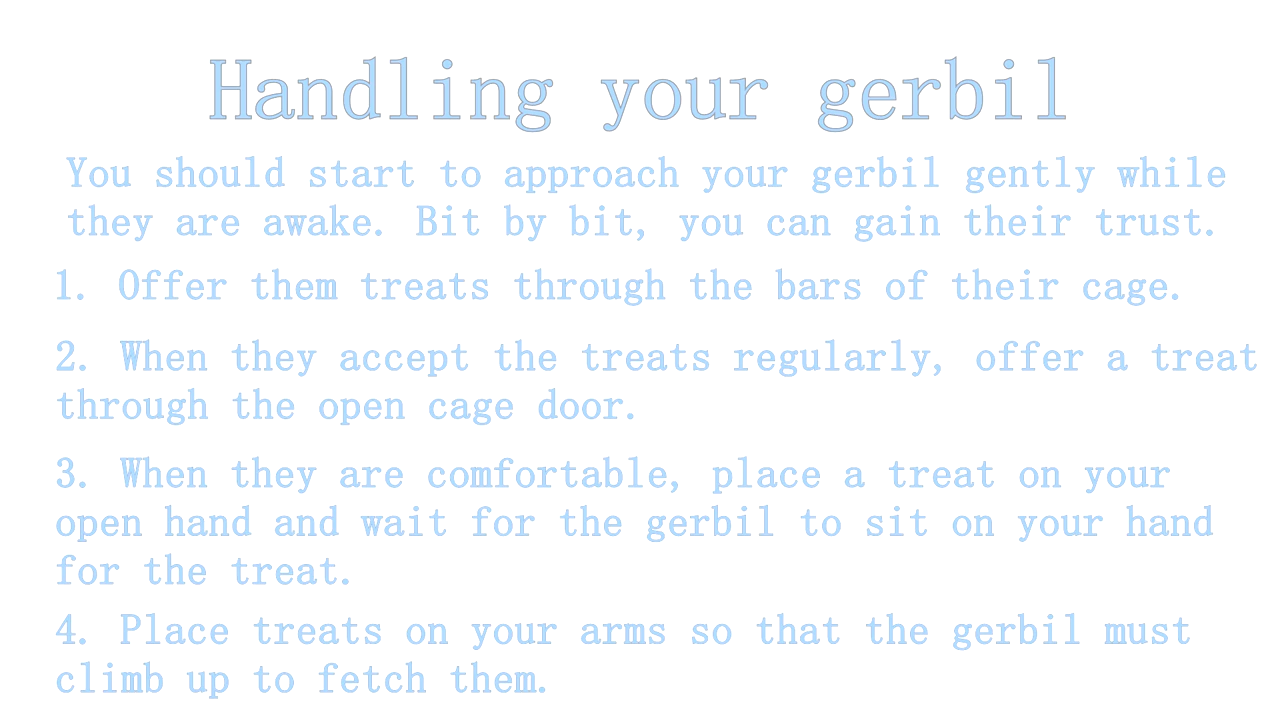 Handling your gerbil
You should start to approach your gerbil gently while
they are awake. Bit by bit, you can gain their trust.
1. Offer them treats through the bars of their cage.
2. When they accept the treats regularly, offer a treat
through the open cage door.
3. When they are comfortable, place a treat on your
open hand and wait for the gerbil to sit on your hand
for the treat.
4. Place treats on your arms so that the gerbil must
climb up to fetch them.